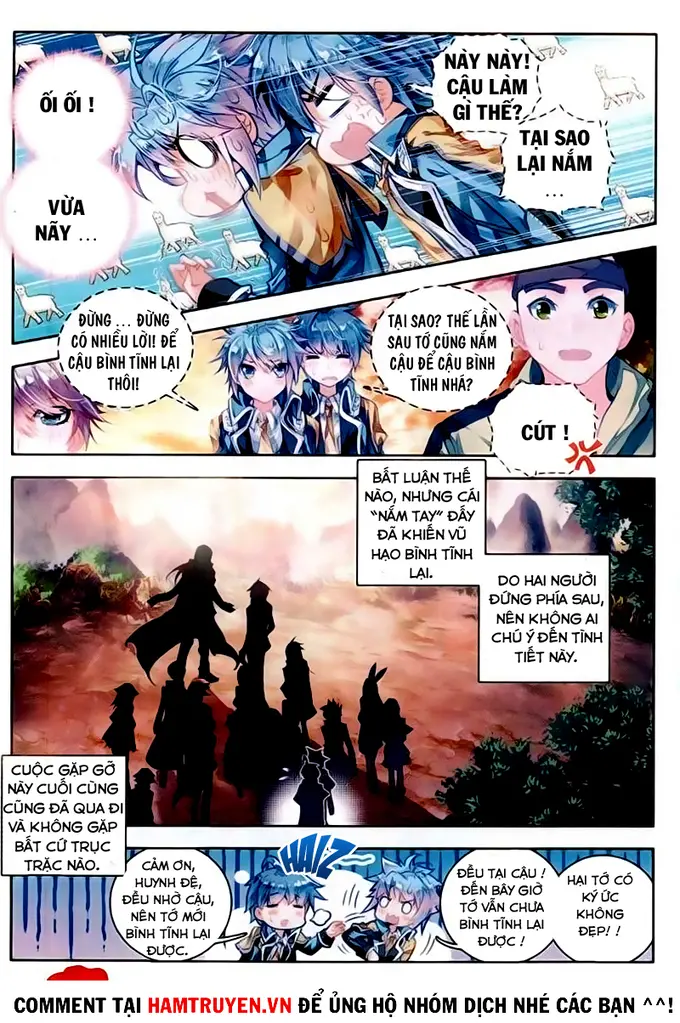 ỐI ỐI !
VỪA
NÃY ...
NÀY NÀY!
CẬU LÀM
GÌ THẾ?
TẠI SAO
LẠI NẮM
...
ĐỪNG ... ĐỪNG
CÓ NHIỀU LỜI! ĐỂ
CẬU BÌNH TĨNH LẠI
THÔI!
TẠI SAO? THẾ LẦN
SAU TỚ CŨNG NẮM
CẬU ĐỂ CẬU BÌNH
TĨNH NHÁ?
CÚT !
BẤT LUẬN THẾ
NÀO, NHƯNG CÁI
“NẮM TAY” ĐẤY
ĐÃ KHIẾN VŨ
HẠO BÌNH TĨNH
LẠI.
DO HAI NGƯỜI
ĐỨNG PHÍA SAU,
NÊN KHÔNG AI
CHÚ Ý ĐẾN TÌNH
TIẾT NÀY.
CUỘC GẶP GỠ
NÀY CUỐI CÙNG
CŨNG ĐÃ QUA ĐI
VÀ KHÔNG GẶP
BẤT CỨ TRỤC
TRẶC NÀO.
CẢM ƠN,
HUYNH ĐỆ,
ĐỀU NHỜ CẬU,
NÊN TỚ MỚI
BÌNH TĨNH LẠI
ĐƯỢC.
HAIZ
ĐỀU TẠI CẬU !
ĐẾN BÂY GIỜ
TỚ VẪN CHƯA
BÌNH TĨNH LẠI
ĐƯỢC !
HẠI TỚ CÓ
KÝ ỨC
KHÔNG
ĐẸP! !
COMMENT TẠI HAMTRUYEN.VN ĐỂ ỦNG HỘ NHÓM DỊCH NHÉ CÁC BẠN ^^!